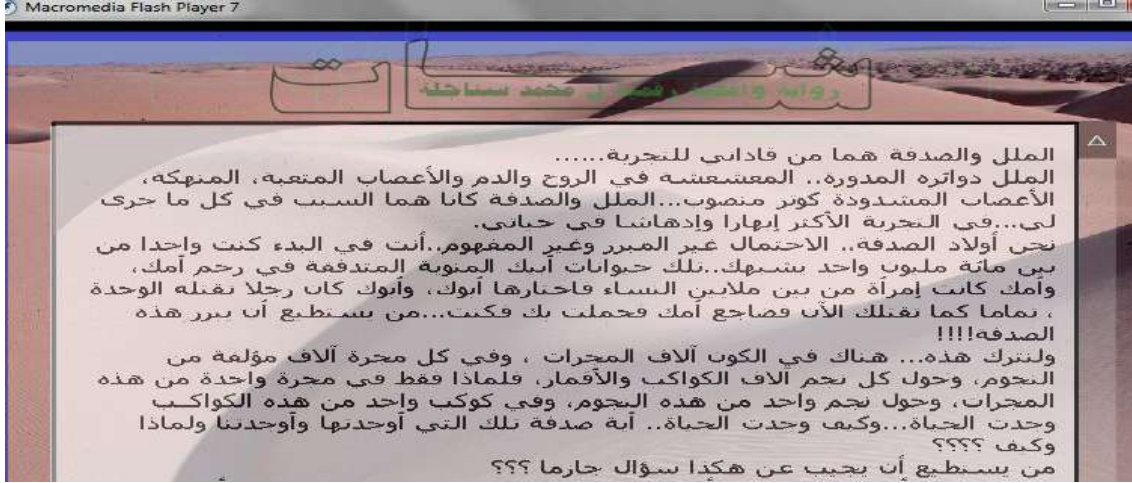 Macromedia Flash Player 7
شــــات
رواية واقعية رقمية ل محمد سناجلة
الملل والصدفة هما من قاداني للتجربة......
الملل دوائره المدورة.. المعشعشة في الروح والدم والأعصاب المتعبة، المنهكة،
الأعصاب المشدودة كوتر منصوب...الملل والصدفة كانا هما السبب في كل ما جرى
لي...في التجربة الأكثر إبهارا وإدهاشا في حياتي.
نحن أولاد الصدفة.. الاحتمال غير المبرر وغير المفهوم..أنت في البدء كنت واحدا من
بين مائة مليون واحد يشبهك..تلك حيوانات أبيك المنوية المتدفقة في رحم أمك،
وأمك كانت إمرأة من بين ملايين النساء فاختارها أبوك، وأبوك كان رجلا تقتله الوحدة
، تماما كما تقتلك الآن فضاجع أمك فحملت بك فكنت...من يستطيع أن يبرر هذه
الصدفة!!!!
ولنترك هذه... هناك في الكون آلاف المجرات ، وفي كل مجرة آلاف مؤلفة من
النجوم، وحول كل نجم آلاف الكواكب والأقمار، فلماذا فقط في مجرة واحدة من هذه
المجرات، وحول نجم واحد من هذه النجوم، وفي كوكب واحد من هذه الكواكــب
وجدت الحياة...وكيف وجدت الحياة.. أية صدفة تلك التي أوجدتها وأوجدتنا ولماذا
وكيف ؟؟؟؟
من يستطيع أن يجيب عن هكذا سؤال جازما ؟؟؟